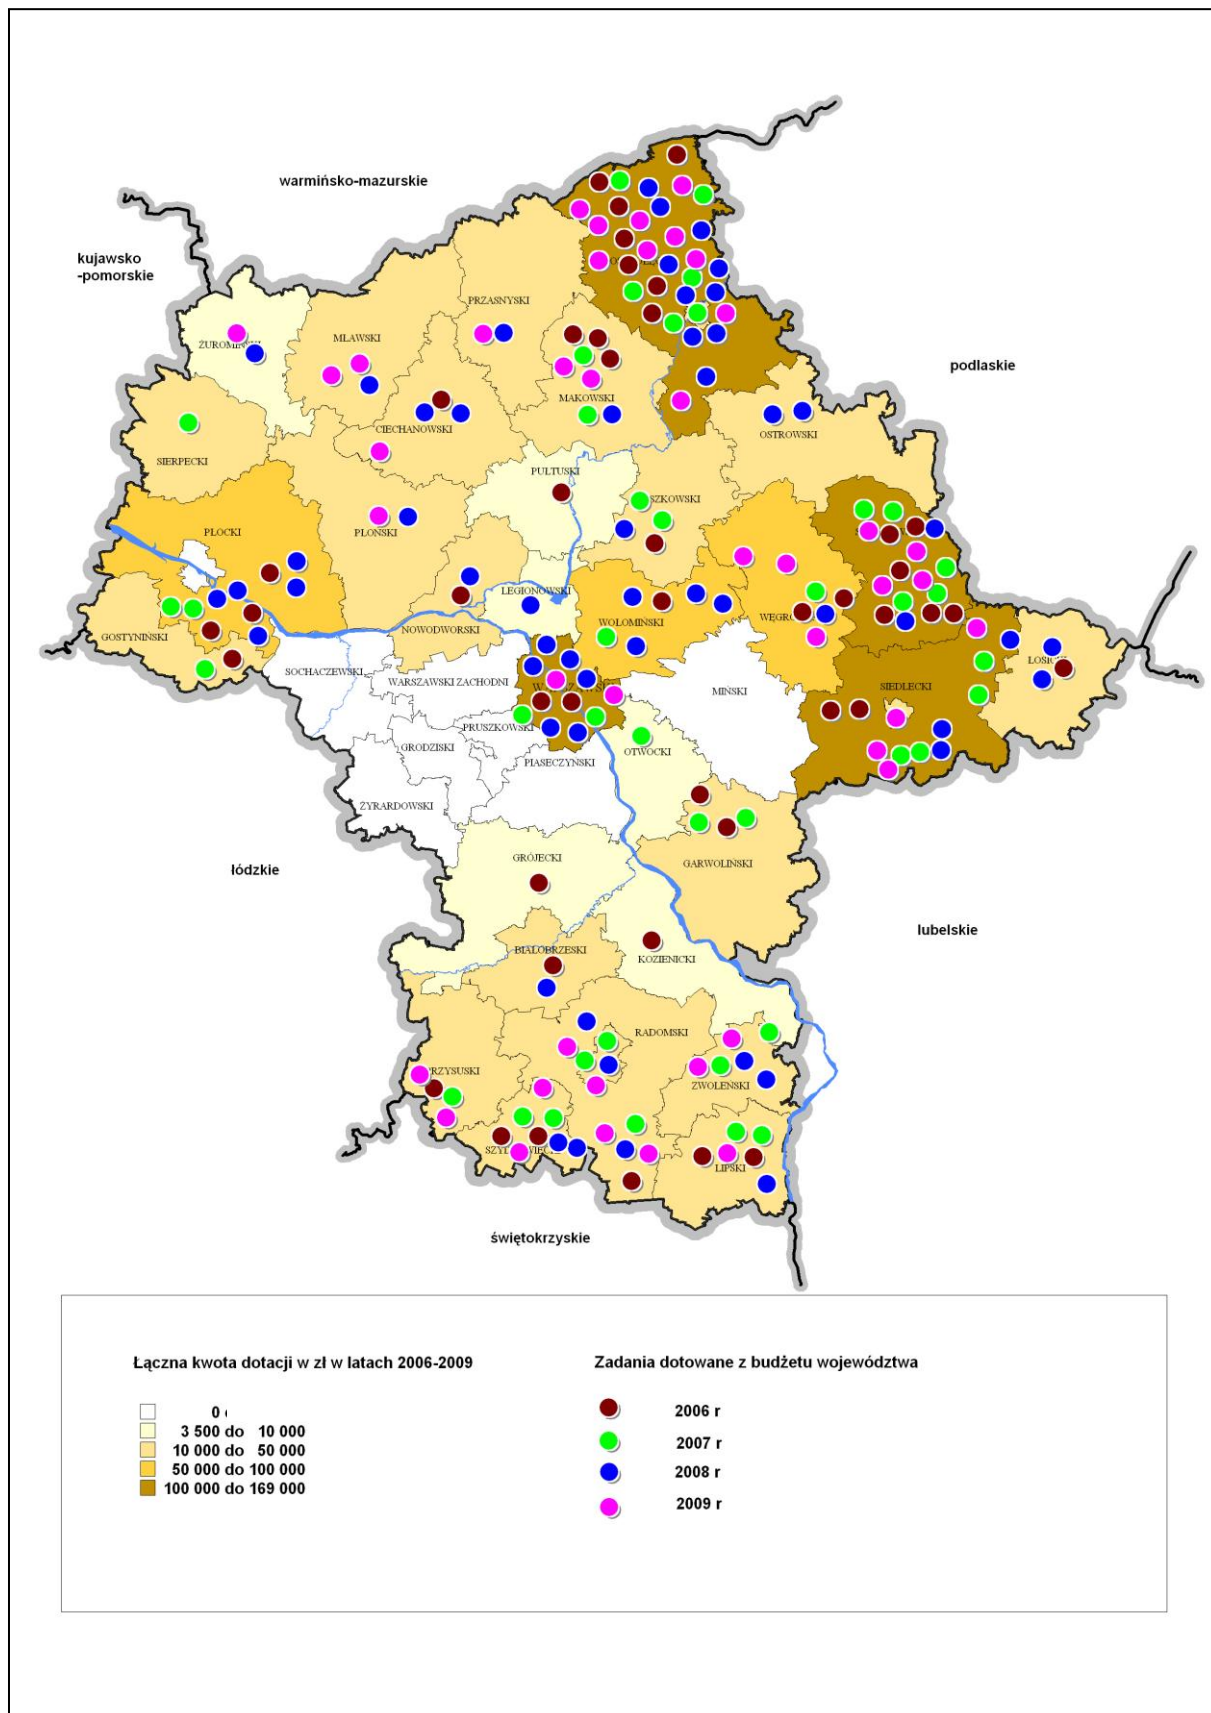 warmińsko-mazurskie
kujawsko
-pomorskie
podlaskie
PRZASNYSKI
MŁAWSKI
MAKOWSKI
CIECHANOWSKI
OSTROWSKI
SIERPECKI
PUŁTUSKI
PŁOCKI
PŁOŃSKI
LEGIONOWSKI
WOŁOMIŃSKI
GOSTYNIŃSKI
NOWODWORSKI
SOCHACZEWSKI
WARSZAWSKI ZACHODNI
MIŃSKI
SIEDLECKI
PRUSZKOWSKI
GRODZISKI
PIASECZYŃSKI
OTWOCKI
ŻYRARDOWSKI
GRÓJECKI
GARWOLIŃSKI
łódzkie
lubelskie
BIAŁOBRZESKI
KOZIENICKI
RADOMSKI
ZWOLEŃSKI
LIPSKI
świętokrzyskie
Łączna kwota dotacji w zł w latach 2006-2009
0
3 500 do 10 000
10 000 do 50 000
50 000 do 100 000
100 000 do 169 000
Zadania dotowane z budżetu województwa
2006 r
2007 r
2008 r
2009 r